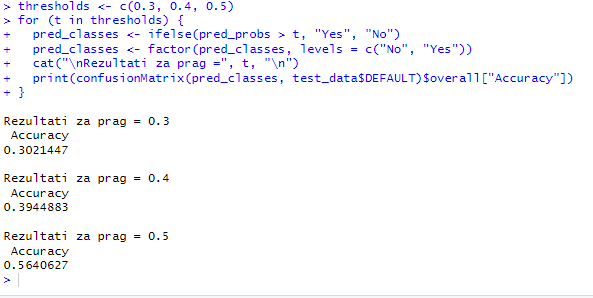 > thresholds <- c(0.3, 0.4, 0.5)
> for (t in thresholds) {
+   pred_classes <- ifelse(pred_probs > t, "Yes", "No")
+   pred_classes <- factor(pred_classes, levels = c("No", "Yes"))
+   cat("\nRezultati za prag =", t, "\n")
+   print(confusionMatrix(pred_classes, test_data$DEFAULT)$overall["Accuracy"])
+ }

Rezultati za prag = 0.3
 Accuracy
0.3021447

Rezultati za prag = 0.4
 Accuracy
0.3944883

Rezultati za prag = 0.5
 Accuracy
0.5640627
>